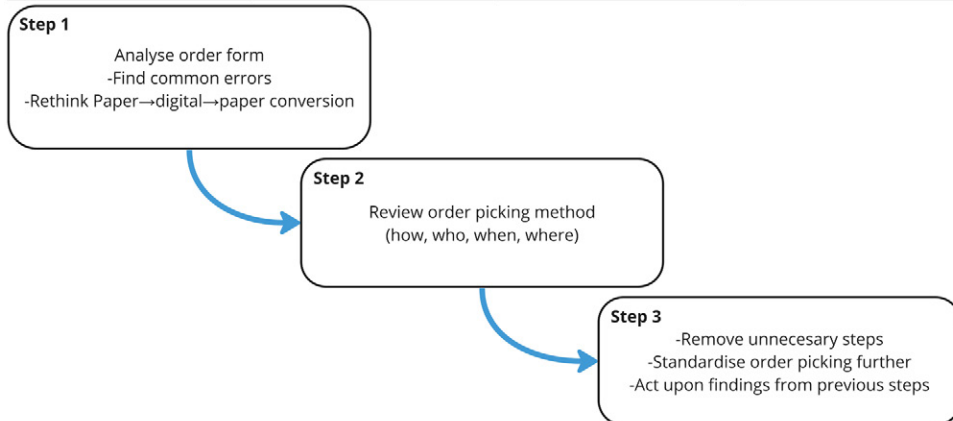 Step 1
Analyse order form
-Find common errors
-Rethink Paper→digital→paper conversion
Step 2
Review order picking method
(how, who, when, where)
Step 3
-Remove unnecesary steps
-Standardise order picking further
-Act upon findings from previous steps